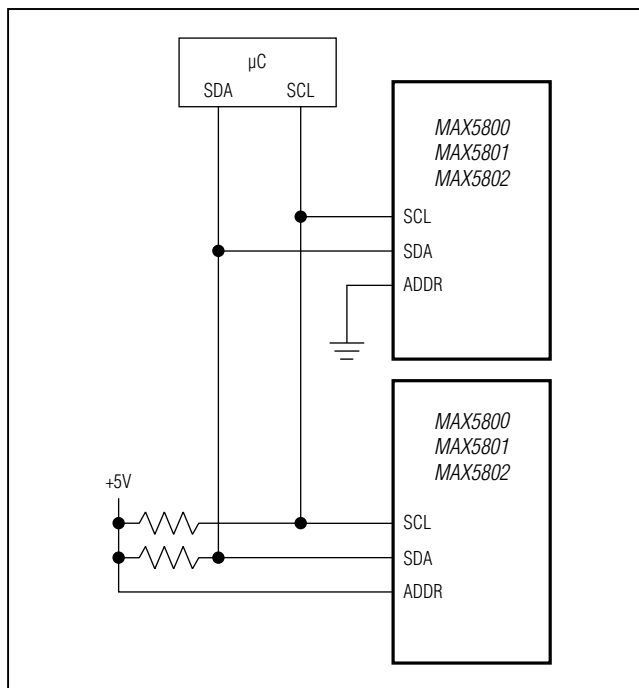 µC
SDA SCL
MAX5800
MAX5801
MAX5802
SCL
SDA
ADDR
MAX5800
MAX5801
MAX5802
+5V
SCL
SDA
ADDR